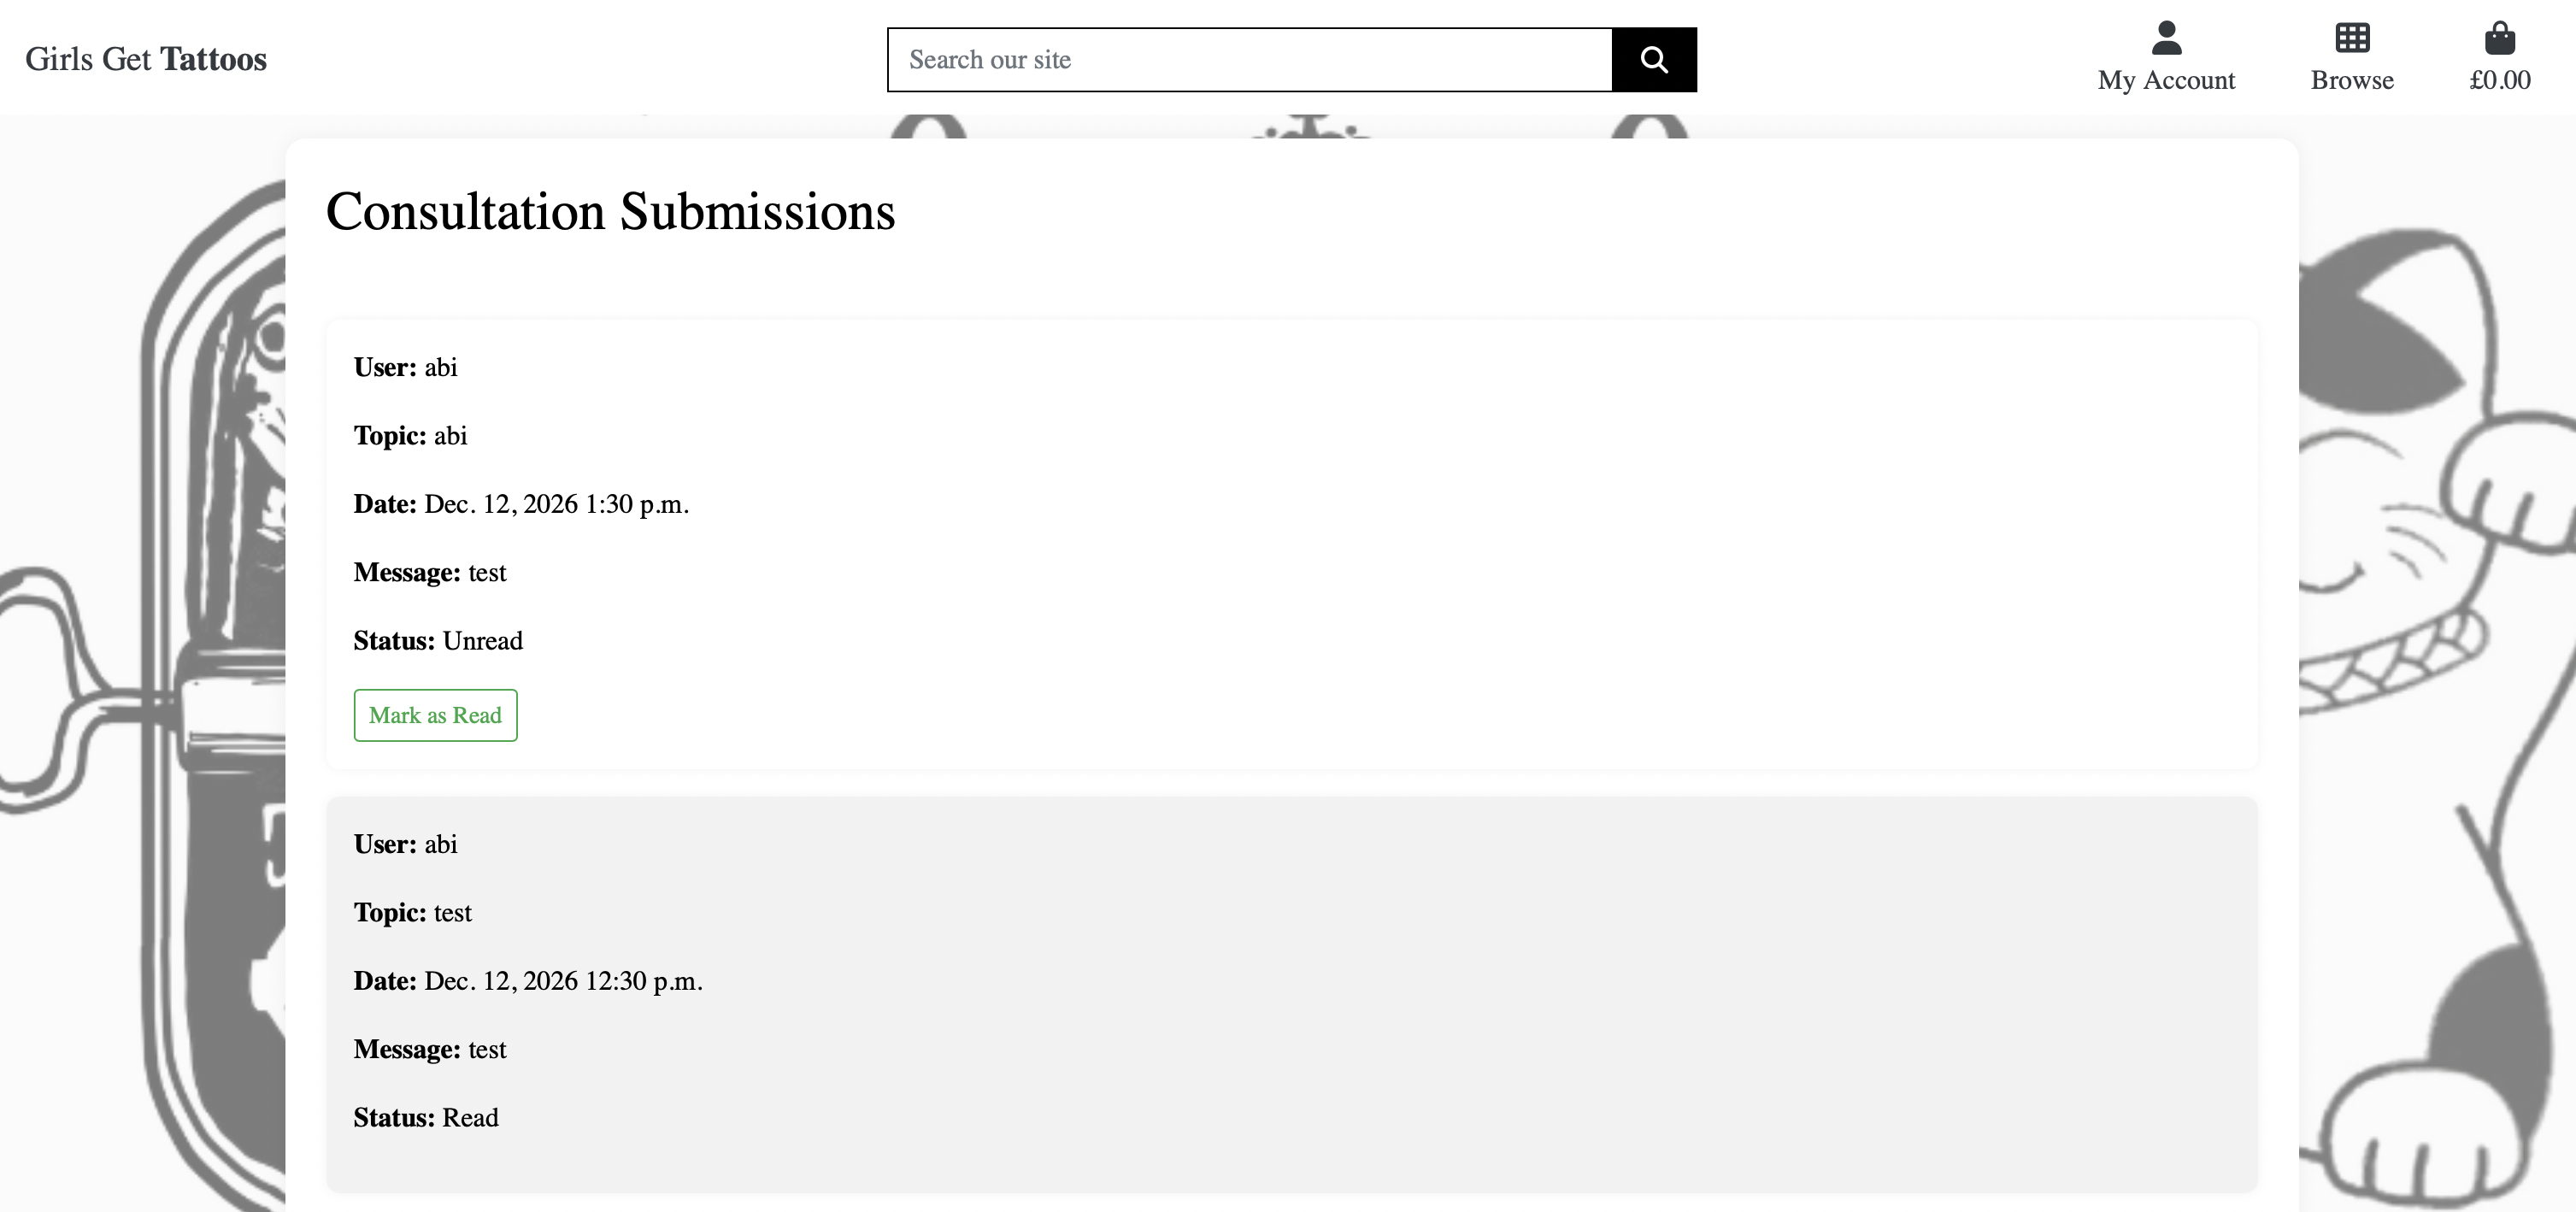 Girls Get Tattoos
Search our site
My Account
Browse
£0.00
Consultation Submissions
User: abi
Topic: abi
Date: Dec. 12, 2026 1:30 p.m.
Message: test
Status: Unread
Mark as Read
User: abi
Topic: test
Date: Dec. 12, 2026 12:30 p.m.
Message: test
Status: Read